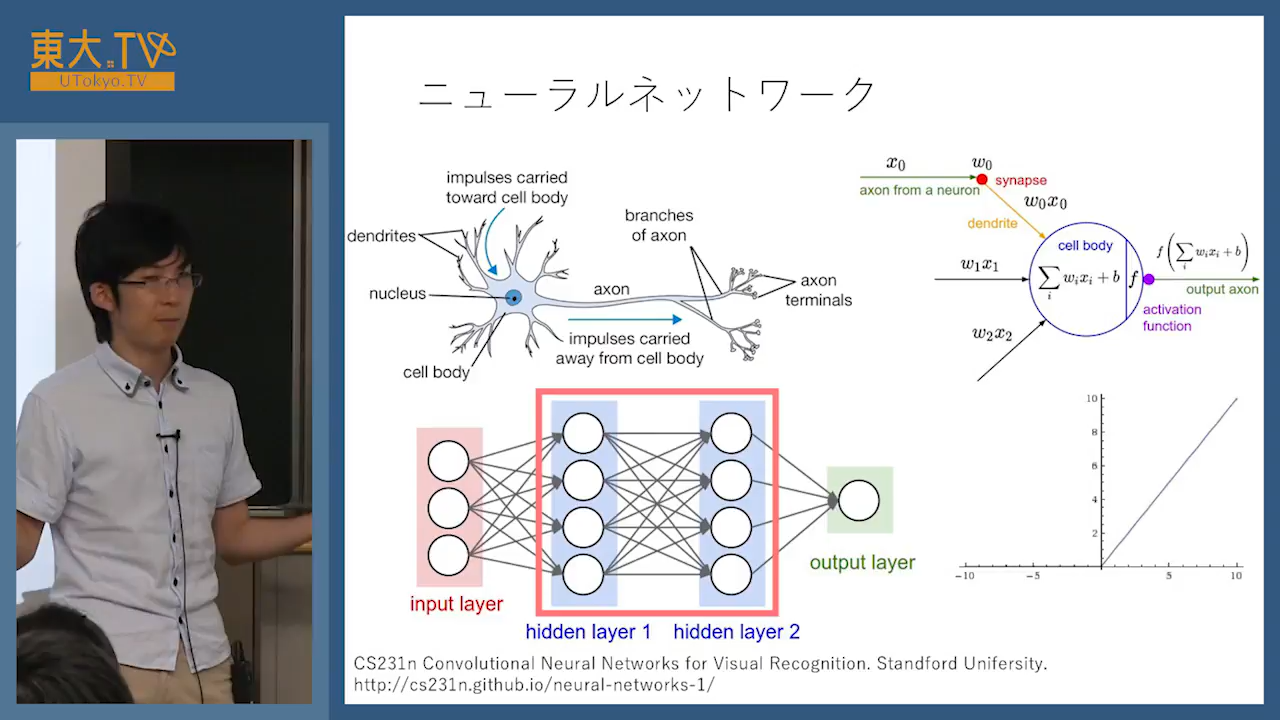 東大.TV
UTokyo.TV
ニューラルネットワーク
impulses carried
toward cell body
dendrites
nucleus
cell body
axon
impulses carried
away from cell body
branches
of axon
axon
terminals
x₀
w₀
axon from a neuron
synapse
w₀x₀
dendrite
cell body
w₁x₁
∑ᵢ wᵢxᵢ + b
f
f(∑ᵢ wᵢxᵢ + b)
output axon
activation
function
w₂x₂
input layer
hidden layer 1
hidden layer 2
output layer
10
8
6
4
2
−10
−5
5
10
CS231n Convolutional Neural Networks for Visual Recognition. Standford Unifersity.
http://cs231n.github.io/neural-networks-1/